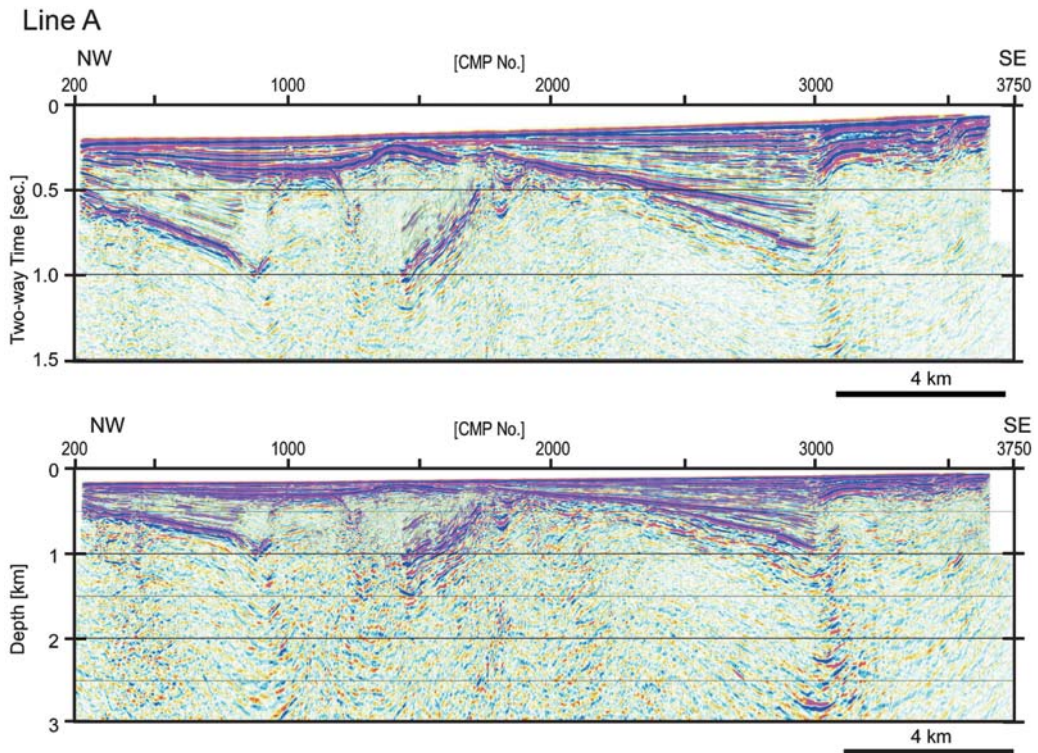 Line A
NW [CMP No.] SE
200 1000 2000 3000 3750
0
0.5
1.0
1.5
Two-way Time [sec.]
4 km
NW [CMP No.] SE
200 1000 2000 3000 3750
0
1
2
3
Depth [km]
4 km